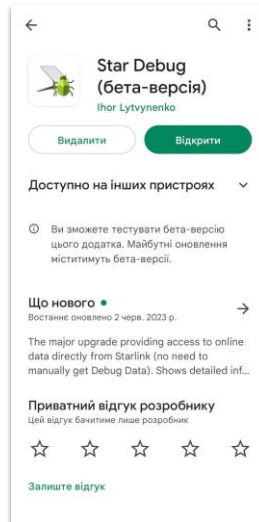 Star Debug
(бета-версія)
Ihor Lytvynenko
Видалити
Відкрити
Доступно на інших пристроях
Ви зможете тестувати бета-версію
цього додатка. Майбутні оновлення
міститимуть бета-версії.
Що нового
Востаннє оновлено 2 черв. 2023 р.
The major upgrade providing access to online
data directly from Starlink (no need to
manually get Debug Data). Shows detailed inf...
Приватний відгук розробнику
Цей відгук бачитиме лише розробник
Залиште відгук